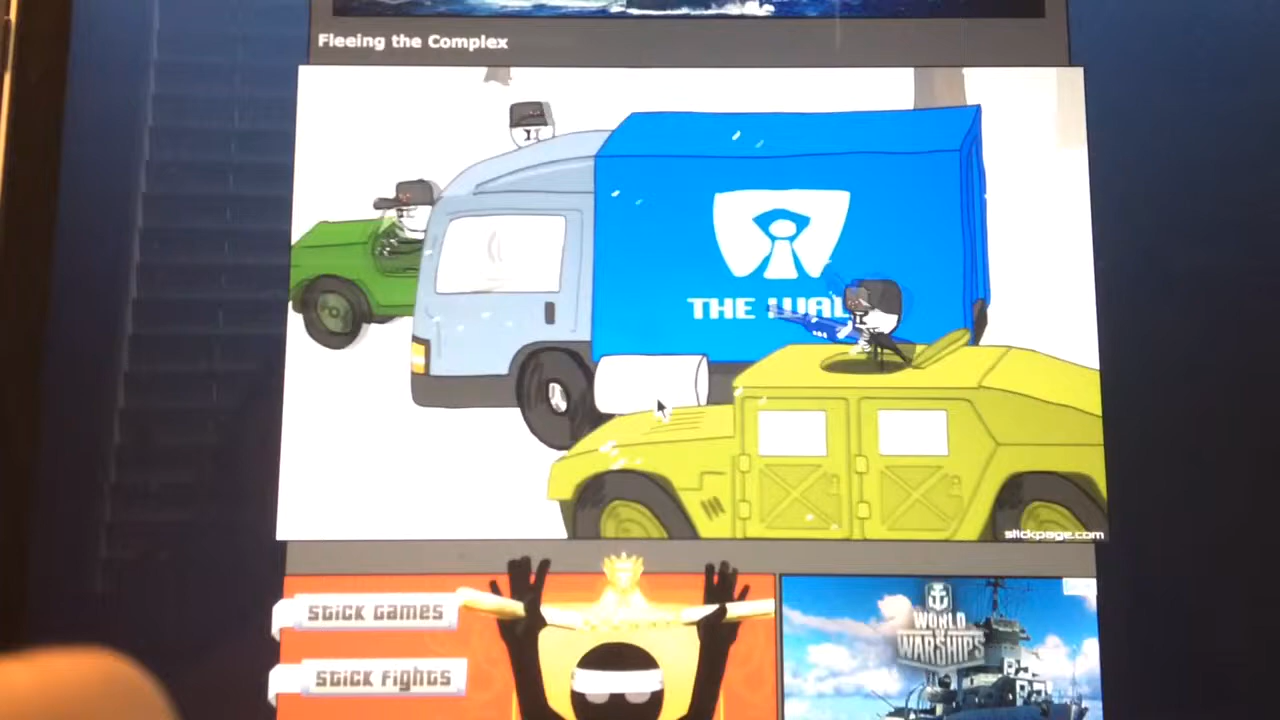 Fleeing the Complex
THE WAL
stickpage.com
STICK GAMES
STICK FIGHTS
WORLD
OF
WARSHIPS